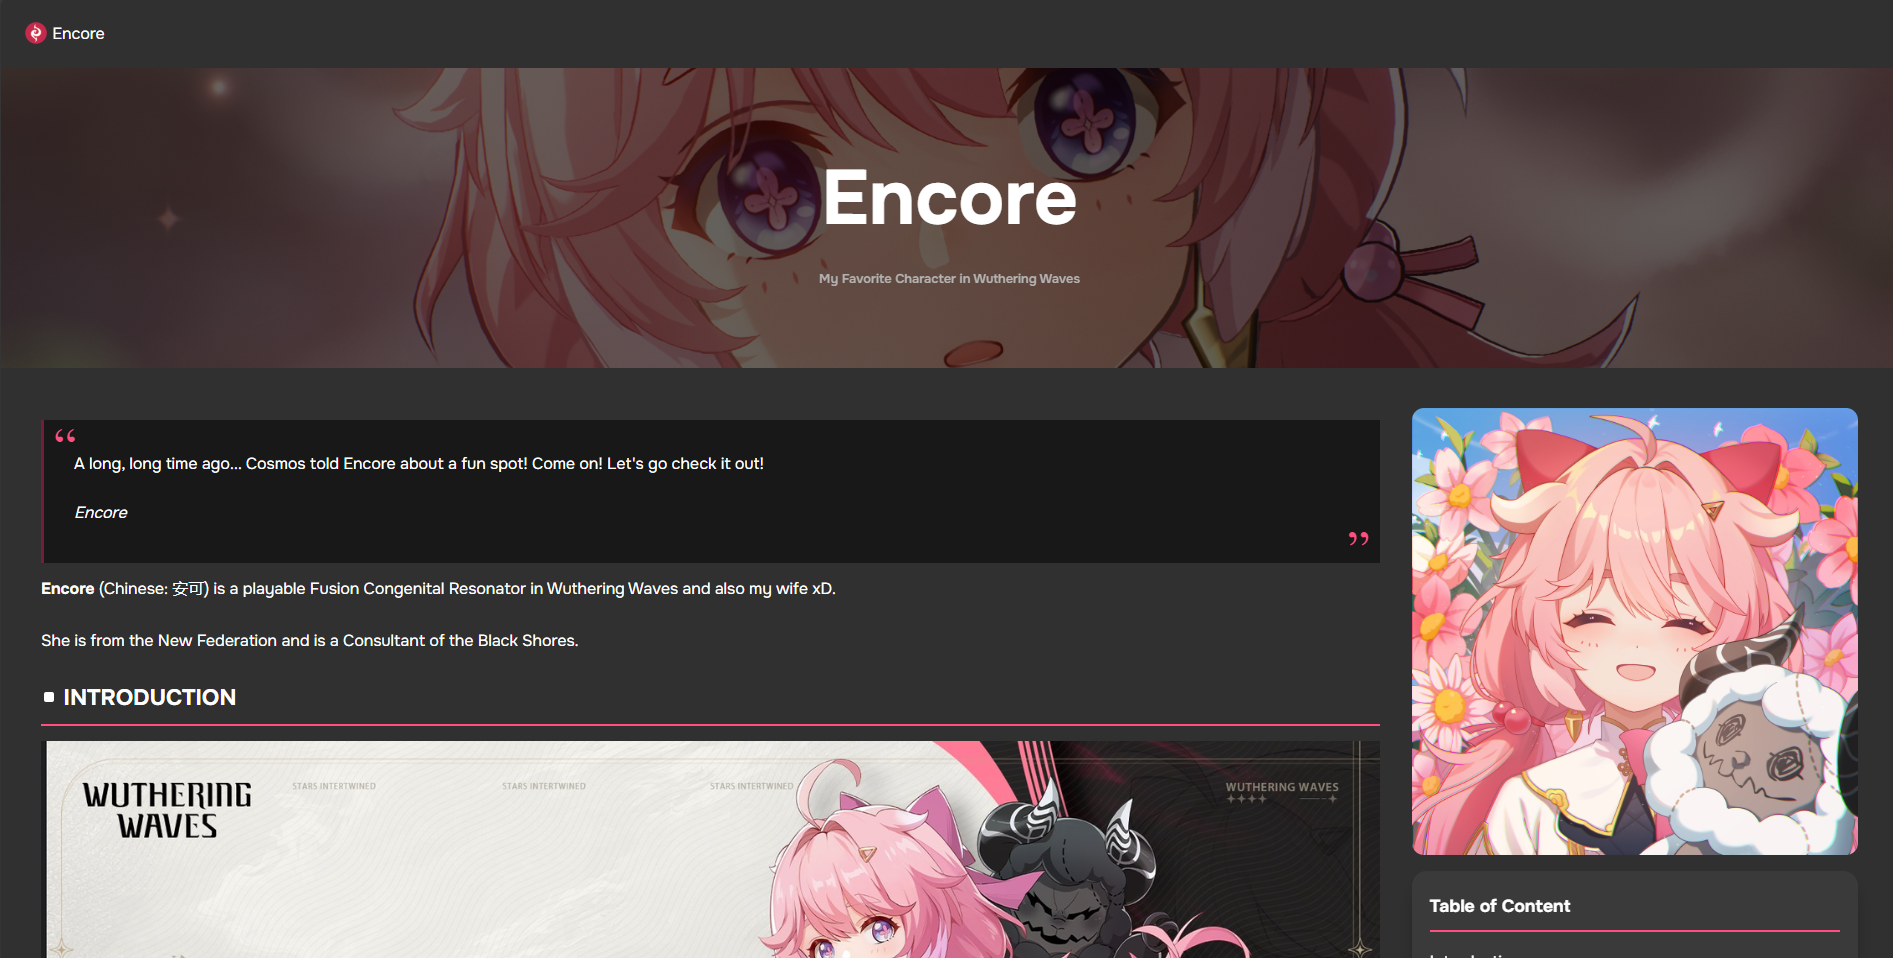 Encore
Encore
My Favorite Character in Wuthering Waves
“
A long, long time ago... Cosmos told Encore about a fun spot! Come on! Let's go check it out!
Encore
”
Encore (Chinese: 安可) is a playable Fusion Congenital Resonator in Wuthering Waves and also my wife xD.
She is from the New Federation and is a Consultant of the Black Shores.
INTRODUCTION
WUTHERING
WAVES
STARS INTERTWINED
STARS INTERTWINED
STARS INTERTWINED
WUTHERING WAVES
Table of Content